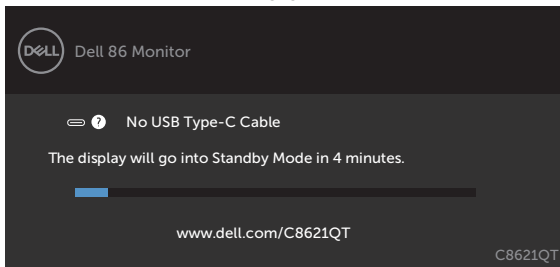 DELL Dell 86 Monitor
? No USB Type-C Cable
The display will go into Standby Mode in 4 minutes.
www.dell.com/C8621QT
C8621QT